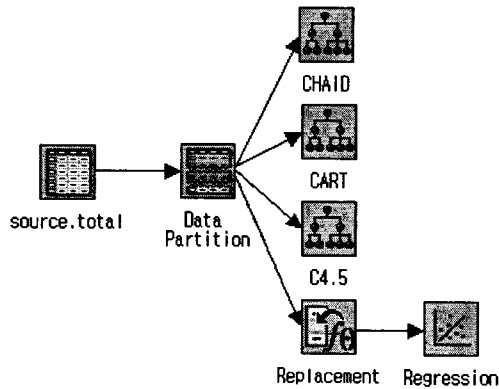 CHAID
CART
source.total
Data
Partition
C4.5
Replacement
Regression